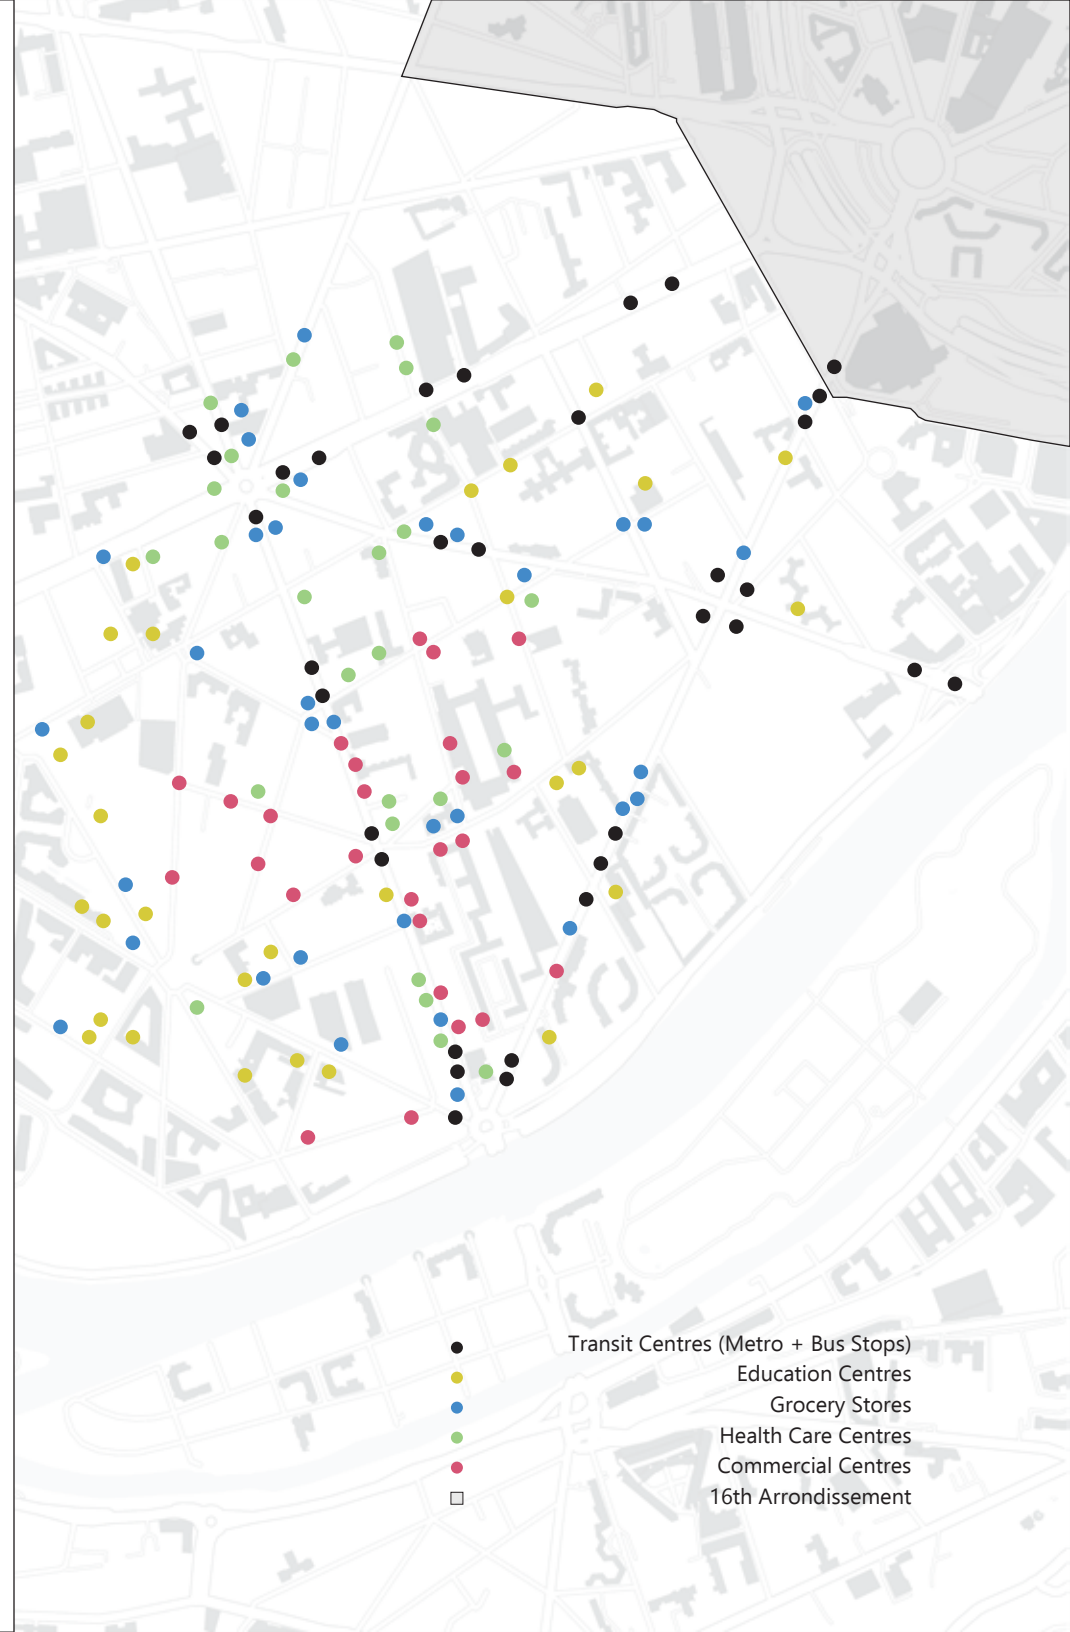 Transit Centres (Metro + Bus Stops)
Education Centres
Grocery Stores
Health Care Centres
Commercial Centres
16th Arrondissement